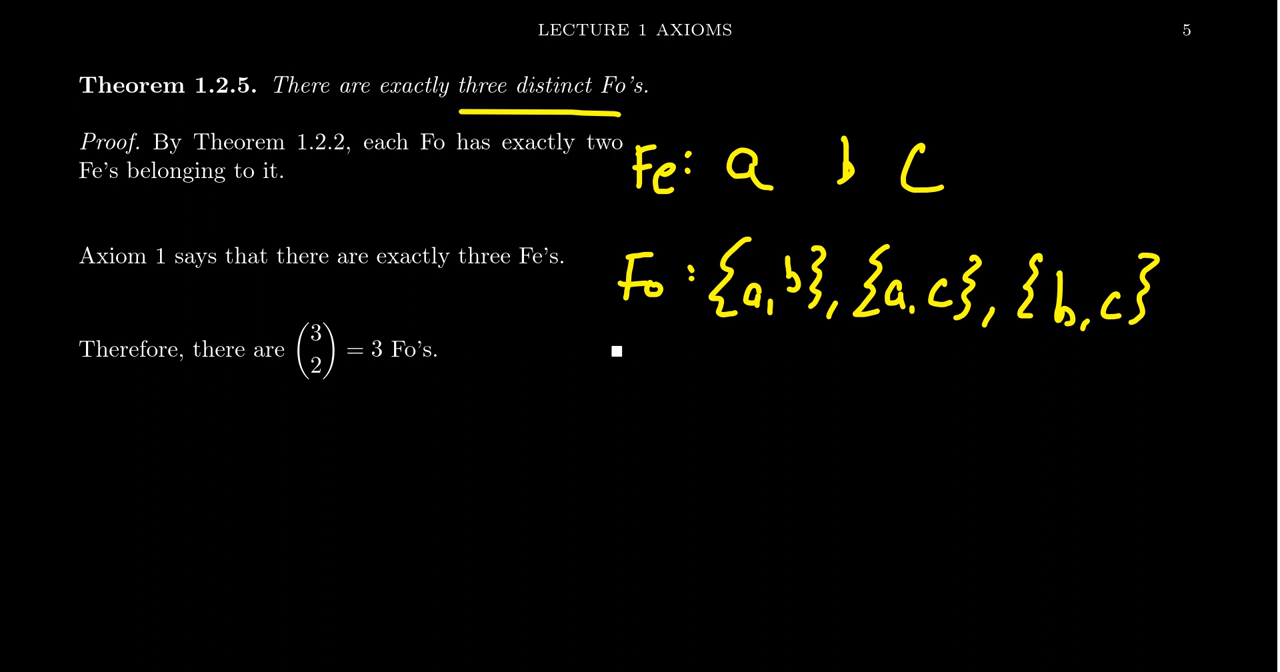 LECTURE 1 AXIOMS 5
Theorem 1.2.5. There are exactly three distinct Fo's.
Proof. By Theorem 1.2.2, each Fo has exactly two
Fe's belonging to it.
Fe: a b c
Axiom 1 says that there are exactly three Fe's.
Fo : {a, b}, {a, c}, {b, c}
Therefore, there are (3 2) = 3 Fo's. ■